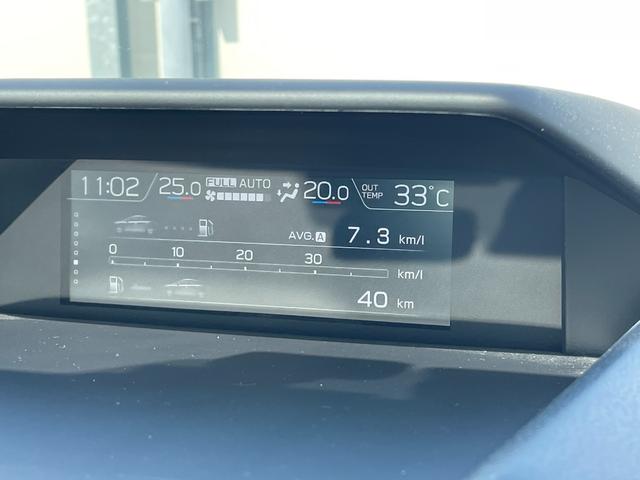 11:02 25.0 FULL AUTO 20.0 OUT TEMP 33°C
AVG. A 7.3 km/l
0 10 20 30
km/l
40 km